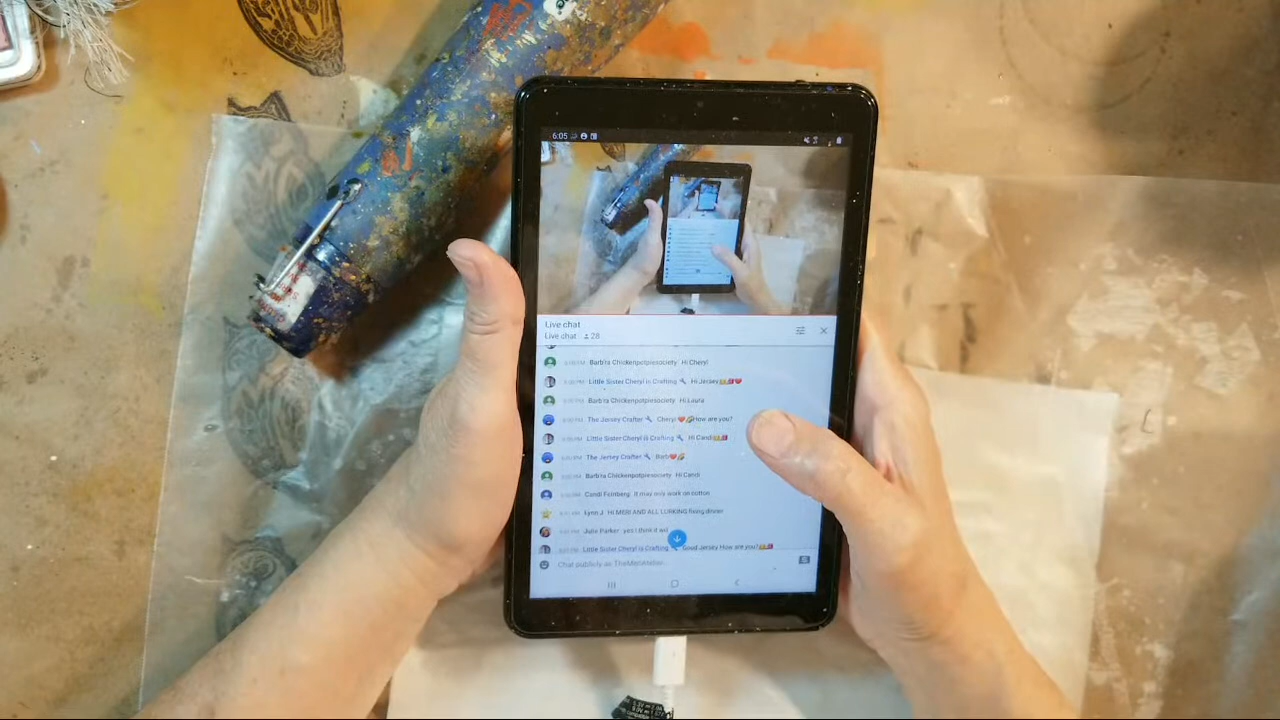 6:05
Live chat
Live chat · 28
Barb'ra Chickenpotpiesociety Hi Cheryl
Little Sister Cheryl is Crafting Hi Jersey
Barb'ra Chickenpotpiesociety Hi Laura
The Jersey Crafter Cheryl How are you?
Little Sister Cheryl is Crafting Hi Candi
The Jersey Crafter Barb
Barb'ra Chickenpotpiesociety Hi Candi
Candi Feinberg it may only work on cotton
Lynn J HI MERI AND ALL LURKING fixing dinner
Julie Parker yes i think it will
Little Sister Cheryl is Crafting Good Jersey How are you?
Chat publicly as